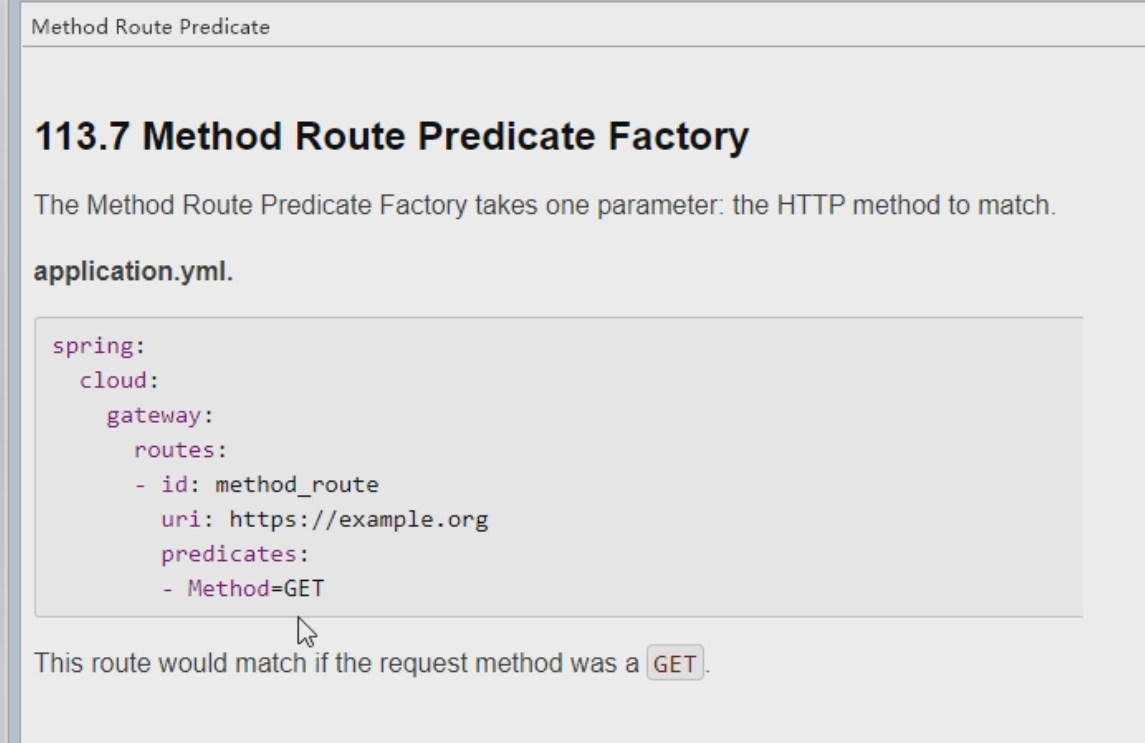 Method Route Predicate
113.7 Method Route Predicate Factory
The Method Route Predicate Factory takes one parameter: the HTTP method to match.
application.yml.
spring:
  cloud:
    gateway:
      routes:
      - id: method_route
        uri: https://example.org
        predicates:
        - Method=GET
This route would match if the request method was a GET.